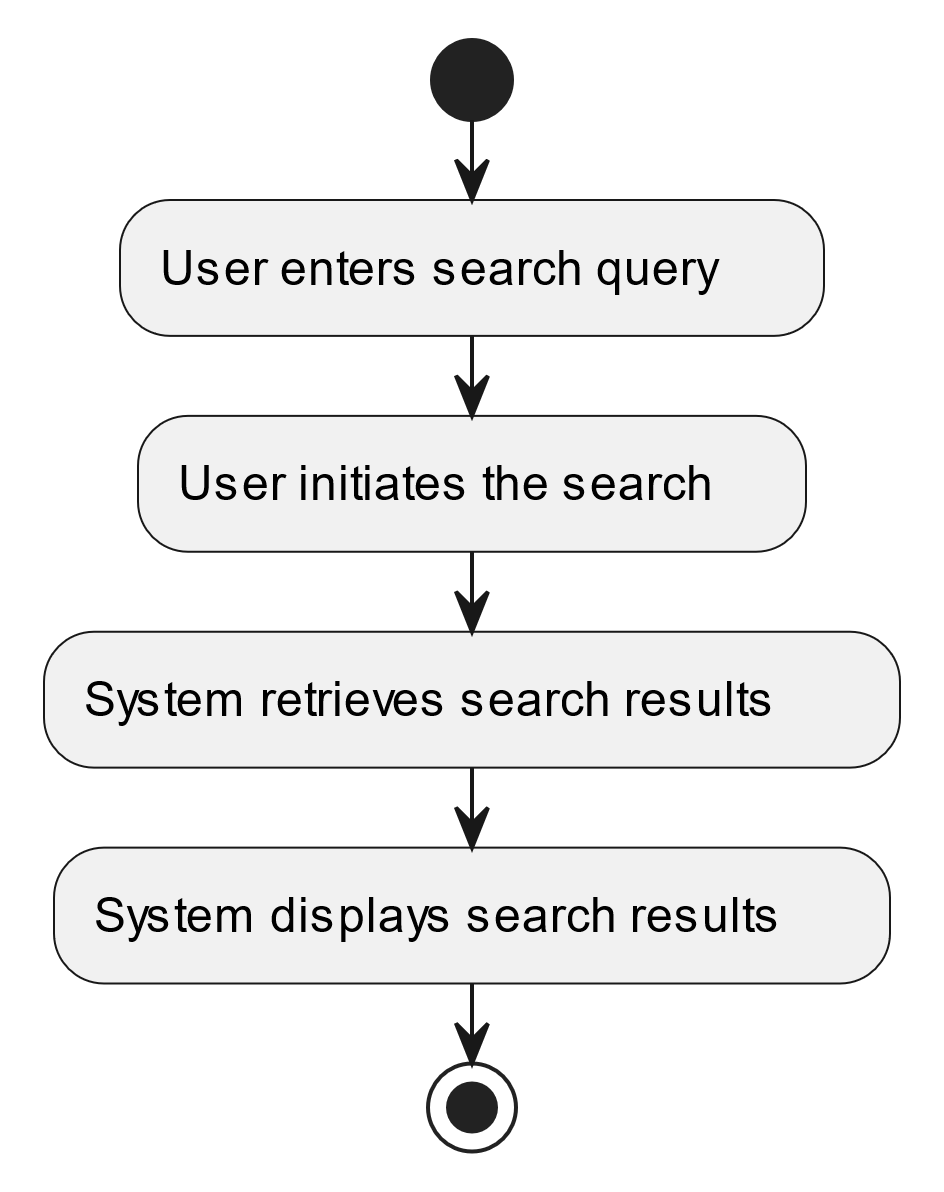 User enters search query
User initiates the search
System retrieves search results
System displays search results